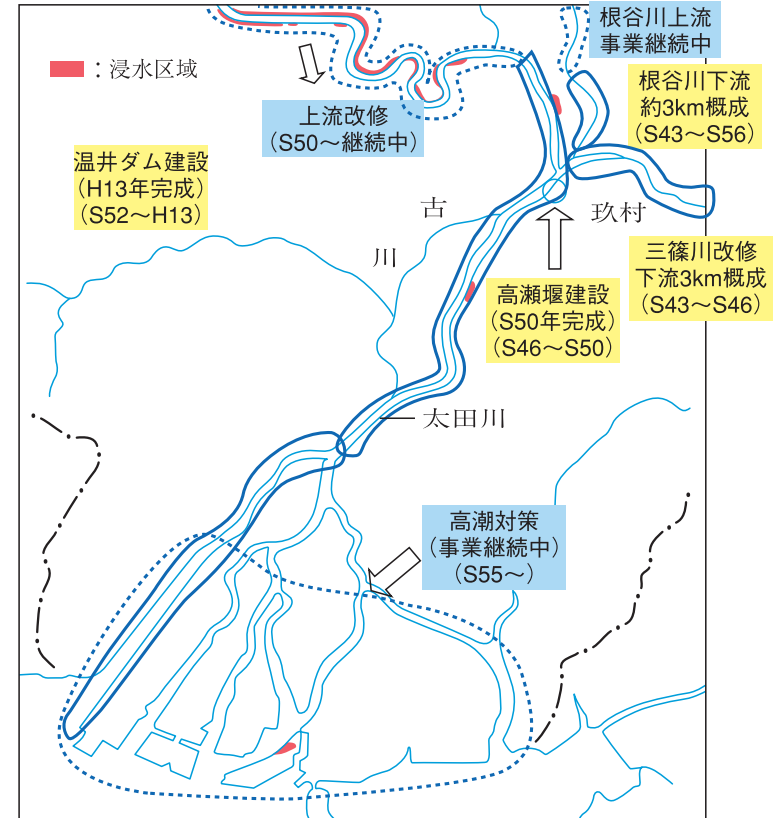 根谷川上流
事業継続中
：浸水区域
根谷川下流
約3km概成
（S43～S56）
上流改修
（S50～継続中）
温井ダム建設
（H13年完成）
（S52～H13）
古
川
玖村
三篠川改修
下流3km概成
（S43～S46）
高瀬堰建設
（S50年完成）
（S46～S50）
太田川
高潮対策
（事業継続中）
（S55～）